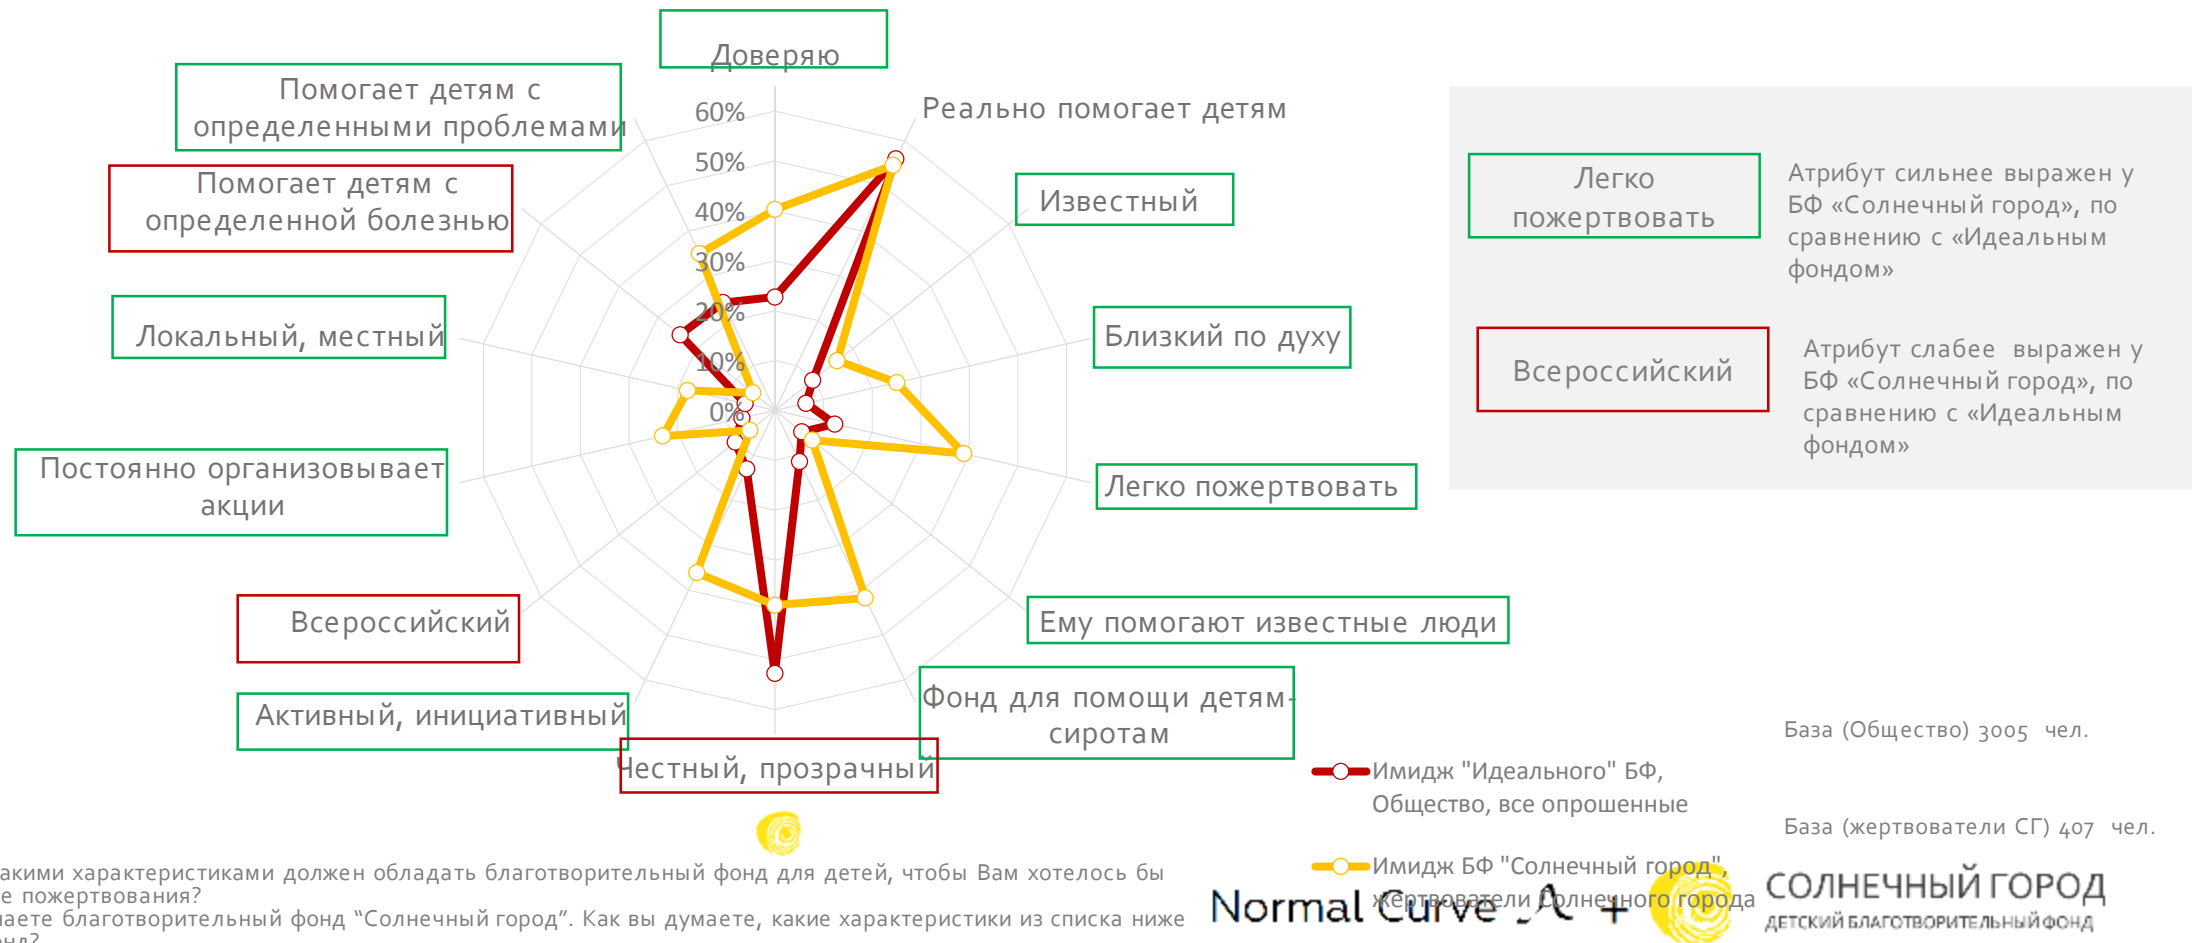 Доверяю
Реально помогает детям
Известный
Близкий по духу
Легко пожертвовать
Ему помогают известные люди
Фонд для помощи детям-
сиротам
Честный, прозрачный
Активный, инициативный
Всероссийский
Постоянно организовывает
акции
Локальный, местный
Помогает детям с
определенной болезнью
Помогает детям с
определенными проблемами
60%
50%
40%
30%
20%
10%
0%
Легко
пожертвовать
Атрибут сильнее выражен у
БФ «Солнечный город», по
сравнению с «Идеальным
фондом»
Всероссийский
Атрибут слабее выражен у
БФ «Солнечный город», по
сравнению с «Идеальным
фондом»
Имидж "Идеального" БФ,
Общество, все опрошенные
Имидж БФ "Солнечный город",
жертвователи Солнечного города
База (Общество) 3005 чел.
База (жертвователи СГ) 407 чел.
акими характеристиками должен обладать благотворительный фонд для детей, чтобы Вам хотелось бы
е пожертвования?
наете благотворительный фонд “Солнечный город”. Как вы думаете, какие характеристики из списка ниже
онд?
Normal Curve +
СОЛНЕЧНЫЙ ГОРОД
ДЕТСКИЙ БЛАГОТВОРИТЕЛЬНЫЙ ФОНД